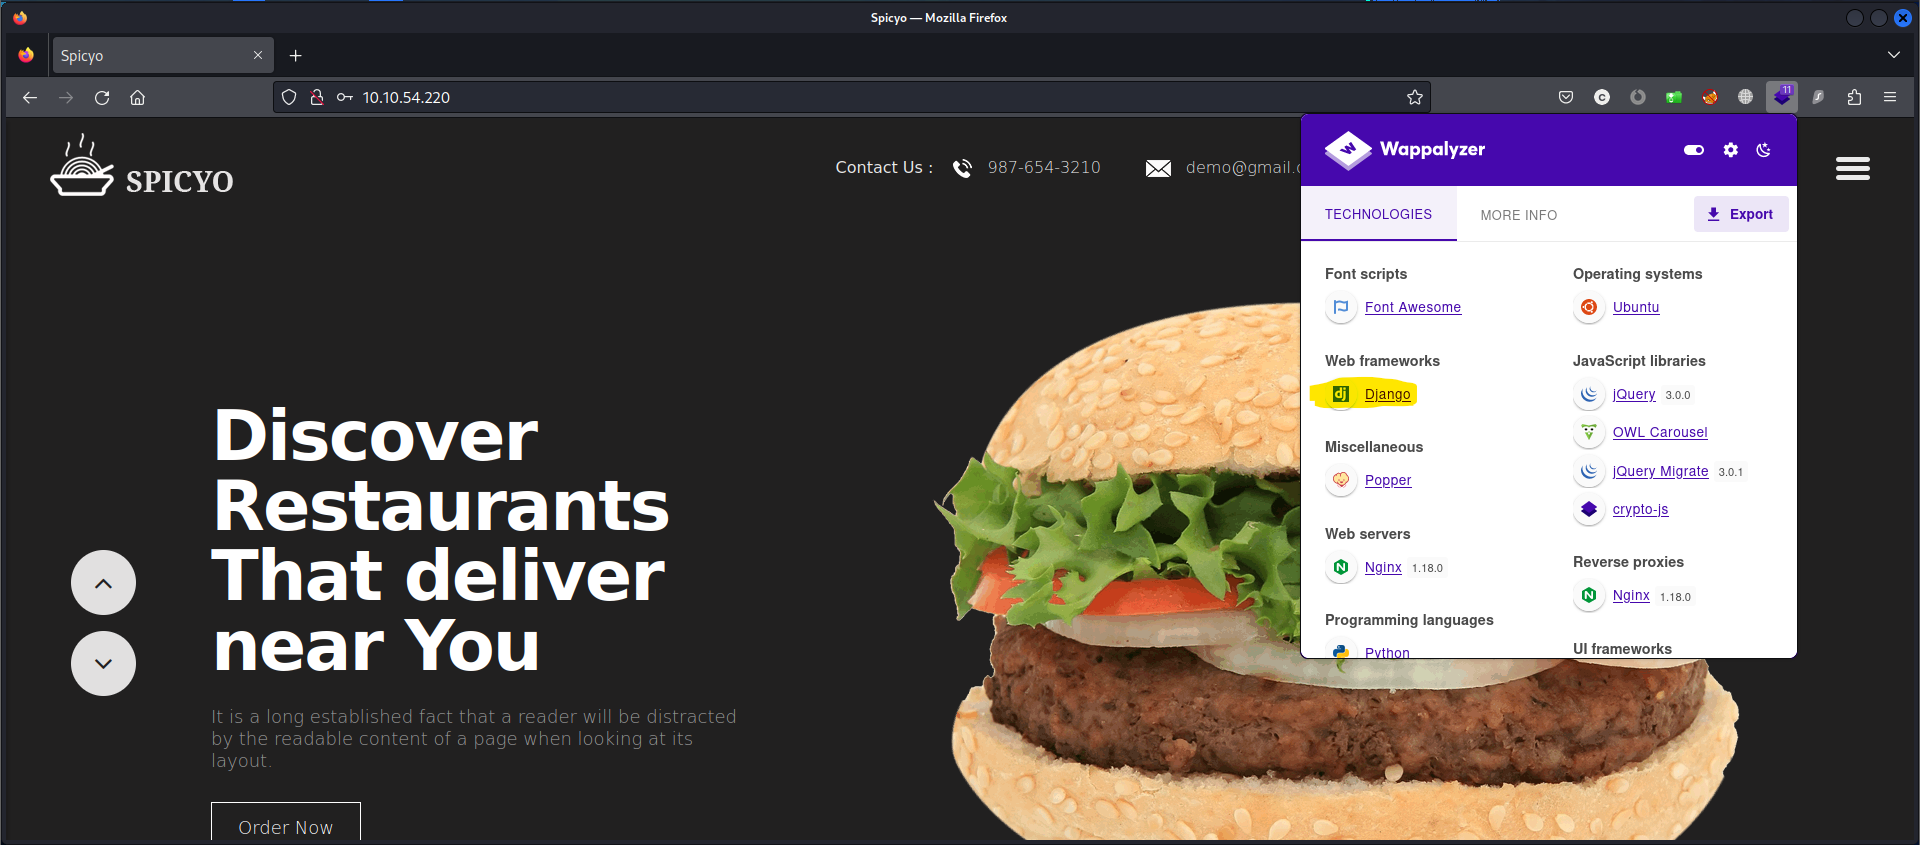 Spicyo — Mozilla Firefox
Spicyo
10.10.54.220
11
SPICYO
Contact Us :
987-654-3210
demo@gmail.c
Wappalyzer
TECHNOLOGIES
MORE INFO
Export
Font scripts
Font Awesome
Web frameworks
dj
Django
Miscellaneous
Popper
Web servers
Nginx 1.18.0
Programming languages
Python
Operating systems
Ubuntu
JavaScript libraries
jQuery 3.0.0
OWL Carousel
jQuery Migrate 3.0.1
crypto-js
Reverse proxies
Nginx 1.18.0
UI frameworks
Discover
Restaurants
That deliver
near You
It is a long established fact that a reader will be distracted
by the readable content of a page when looking at its
layout.
Order Now